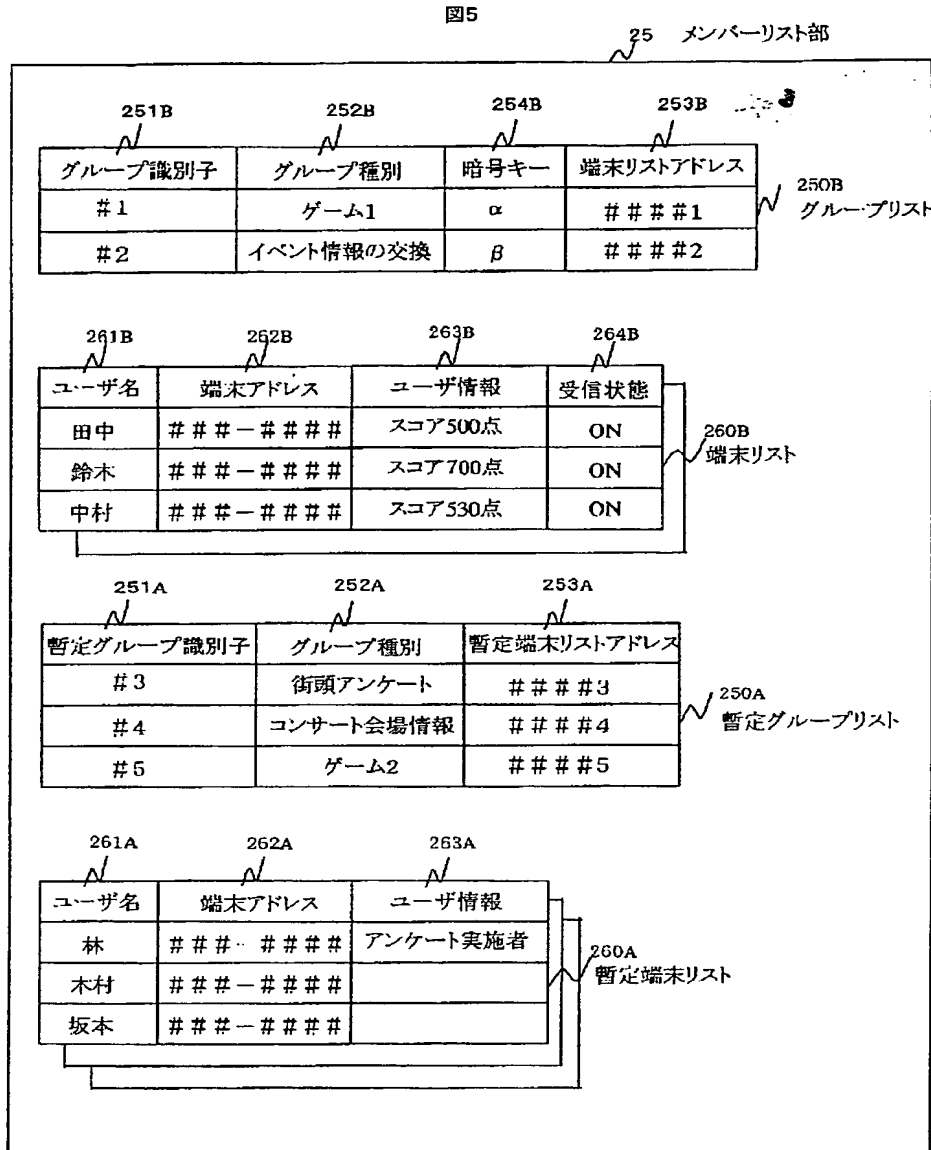 図5
25 メンバーリスト部
251B 252B 254B 253B
グループ識別子 グループ種別 暗号キー 端末リストアドレス
#1 ゲーム1 α ####1
#2 イベント情報の交換 β ####2
250B
グループリスト
261B 262B 263B 264B
ユーザ名 端末アドレス ユーザ情報 受信状態
田中 ###-#### スコア500点 ON
鈴木 ###-#### スコア700点 ON
中村 ###-#### スコア530点 ON
260B
端末リスト
251A 252A 253A
暫定グループ識別子 グループ種別 暫定端末リストアドレス
#3 街頭アンケート ####3
#4 コンサート会場情報 ####4
#5 ゲーム2 ####5
250A
暫定グループリスト
261A 262A 263A
ユーザ名 端末アドレス ユーザ情報
林 ###-#### アンケート実施者
木村 ###-####
坂本 ###-####
260A
暫定端末リスト